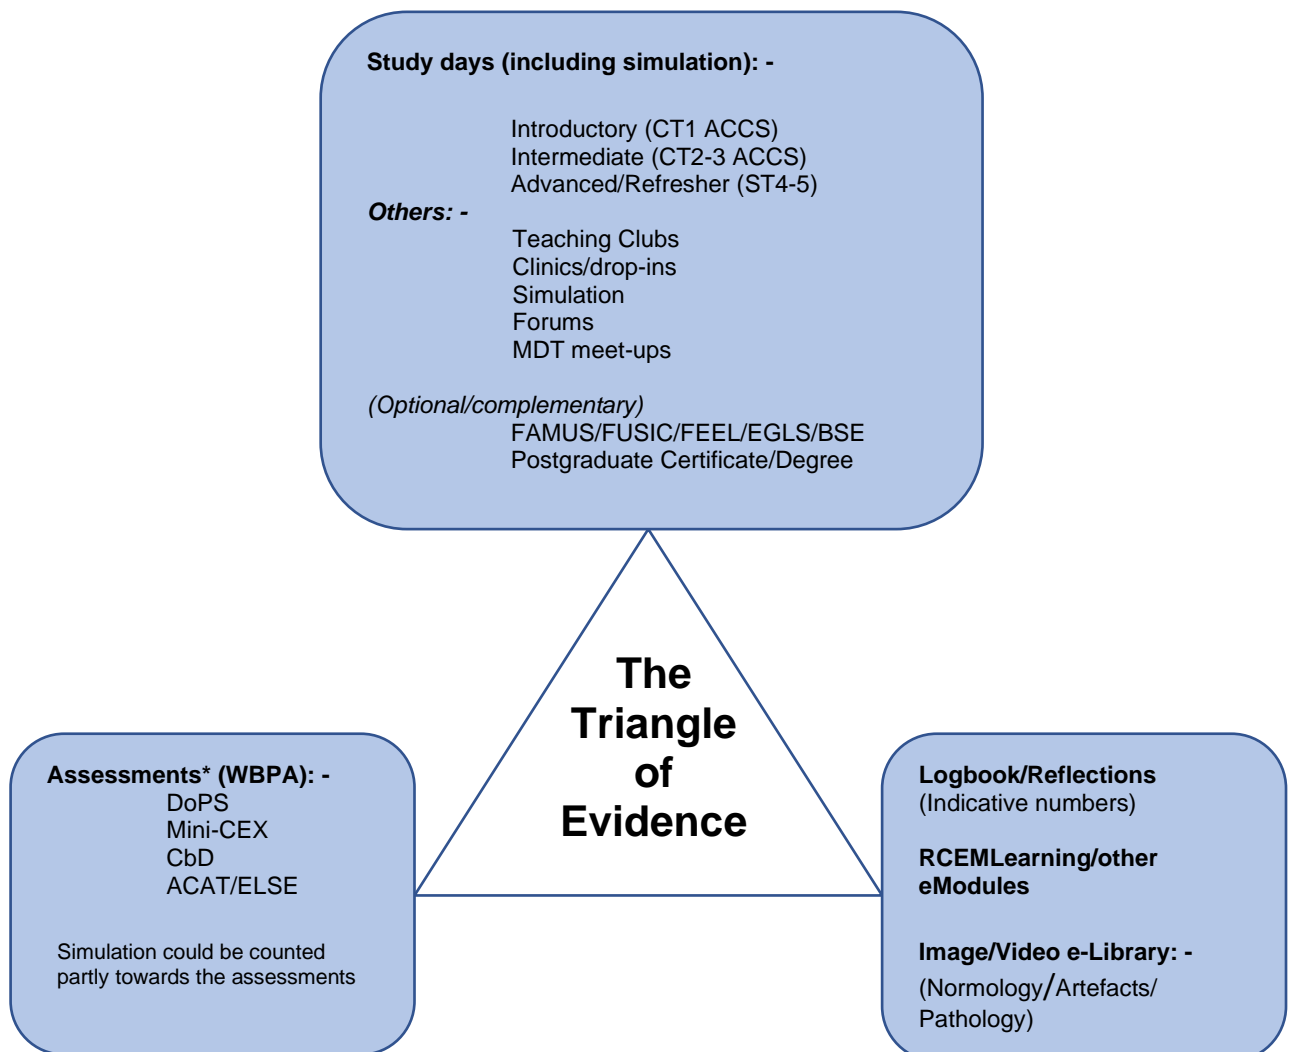 Study days (including simulation): -
Introductory (CT1 ACCS)
Intermediate (CT2-3 ACCS)
Advanced/Refresher (ST4-5)
Others: -
Teaching Clubs
Clinics/drop-ins
Simulation
Forums
MDT meet-ups
(Optional/complementary)
FAMUS/FUSIC/FEEL/EGLS/BSE
Postgraduate Certificate/Degree
The
Triangle
of
Evidence
Assessments* (WBPA): -
DoPS
Mini-CEX
CbD
ACAT/ELSE
Simulation could be counted
partly towards the assessments
Logbook/Reflections
(Indicative numbers)
RCEMLearning/other
eModules
Image/Video e-Library: -
(Normology/Artefacts/
Pathology)